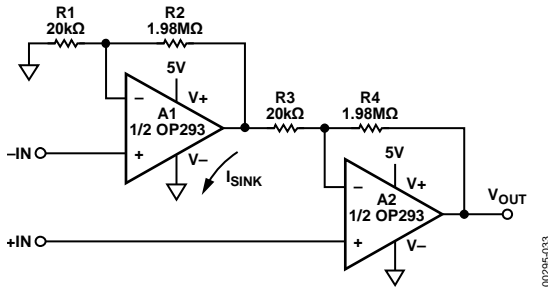 R1
20kΩ
R2
1.98MΩ
5V
V+
–
A1
1/2 OP293
+
V–
–IN
ISINK
R3
20kΩ
R4
1.98MΩ
5V
V+
–
A2
1/2 OP293
+
V–
+IN
VOUT
00295-033